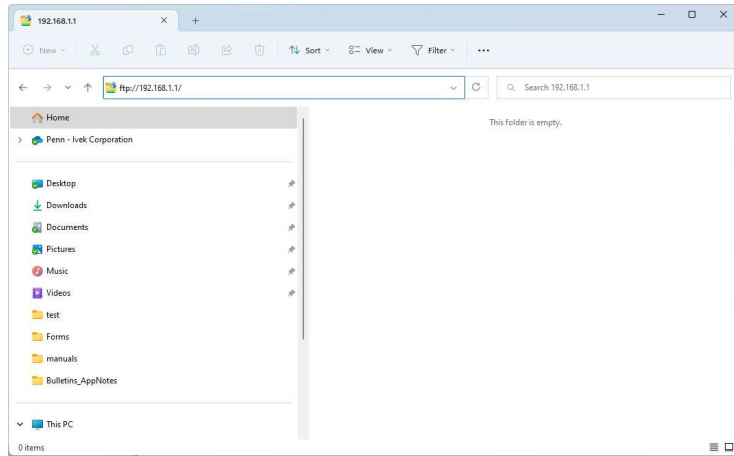 192.168.1.1
New
Sort
View
Filter
ftp://192.168.1.1/
Search 192.168.1.1
Home
This folder is empty.
Penn - Ivek Corporation
Desktop
Downloads
Documents
Pictures
Music
Videos
test
Forms
manuals
Bulletins_AppNotes
This PC
0 items